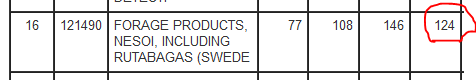 16 121490 FORAGE PRODUCTS, 77 108 146 124
NESOI, INCLUDING
RUTABAGAS (SWEDE